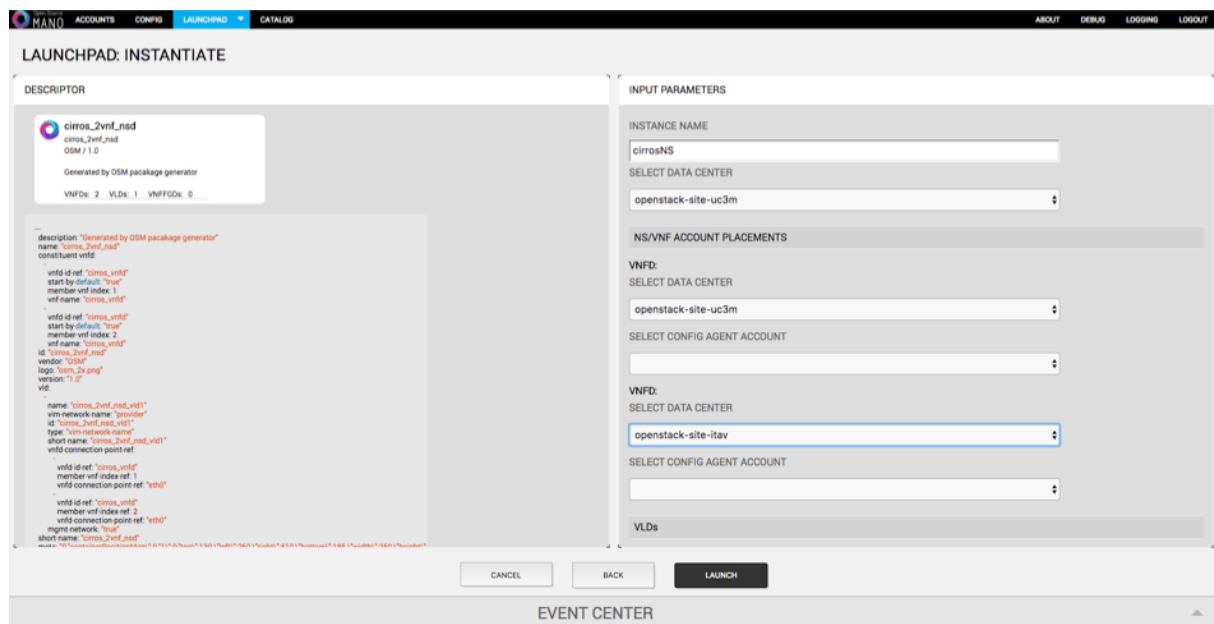 Open Source
MANO ACCOUNTS CONFIG LAUNCHPAD CATALOG ABOUT DEBUG LOGGING LOGOUT
LAUNCHPAD: INSTANTIATE
DESCRIPTOR
cirros_2vnf_nsd
cirros_2vnf_nsd
OSM / 1.0
Generated by OSM pacakage generator
VNFDs: 2 VLDs: 1 VNFFGDs: 0
---
description: "Generated by OSM pacakage generator"
name: "cirros_2vnf_nsd"
constituent-vnfd:
-
vnfd-id-ref: "cirros_vnfd"
start-by-default: "true"
member-vnf-index: 1
vnf-name: "cirros_vnfd"
-
vnfd-id-ref: "cirros_vnfd"
start-by-default: "true"
member-vnf-index: 2
vnf-name: "cirros_vnfd"
id: "cirros_2vnf_nsd"
vendor: "OSM"
logo: "osm_2x.png"
version: "1.0"
vld:
-
name: "cirros_2vnf_nsd_vld1"
vim-network-name: "provider"
id: "cirros_2vnf_nsd_vld1"
type: "vim-network-name"
short-name: "cirros_2vnf_nsd_vld1"
vnfd-connection-point-ref:
-
vnfd-id-ref: "cirros_vnfd"
member-vnf-index-ref: 1
vnfd-connection-point-ref: "eth0"
-
vnfd-id-ref: "cirros_vnfd"
member-vnf-index-ref: 2
vnfd-connection-point-ref: "eth0"
mgmt-network: "true"
short-name: "cirros_2vnf_nsd"
INPUT PARAMETERS
INSTANCE NAME
cirrosNS
SELECT DATA CENTER
openstack-site-uc3m
NS/VNF ACCOUNT PLACEMENTS
VNFD:
SELECT DATA CENTER
openstack-site-uc3m
SELECT CONFIG AGENT ACCOUNT
VNFD:
SELECT DATA CENTER
openstack-site-itav
SELECT CONFIG AGENT ACCOUNT
VLDs
CANCEL BACK LAUNCH
EVENT CENTER